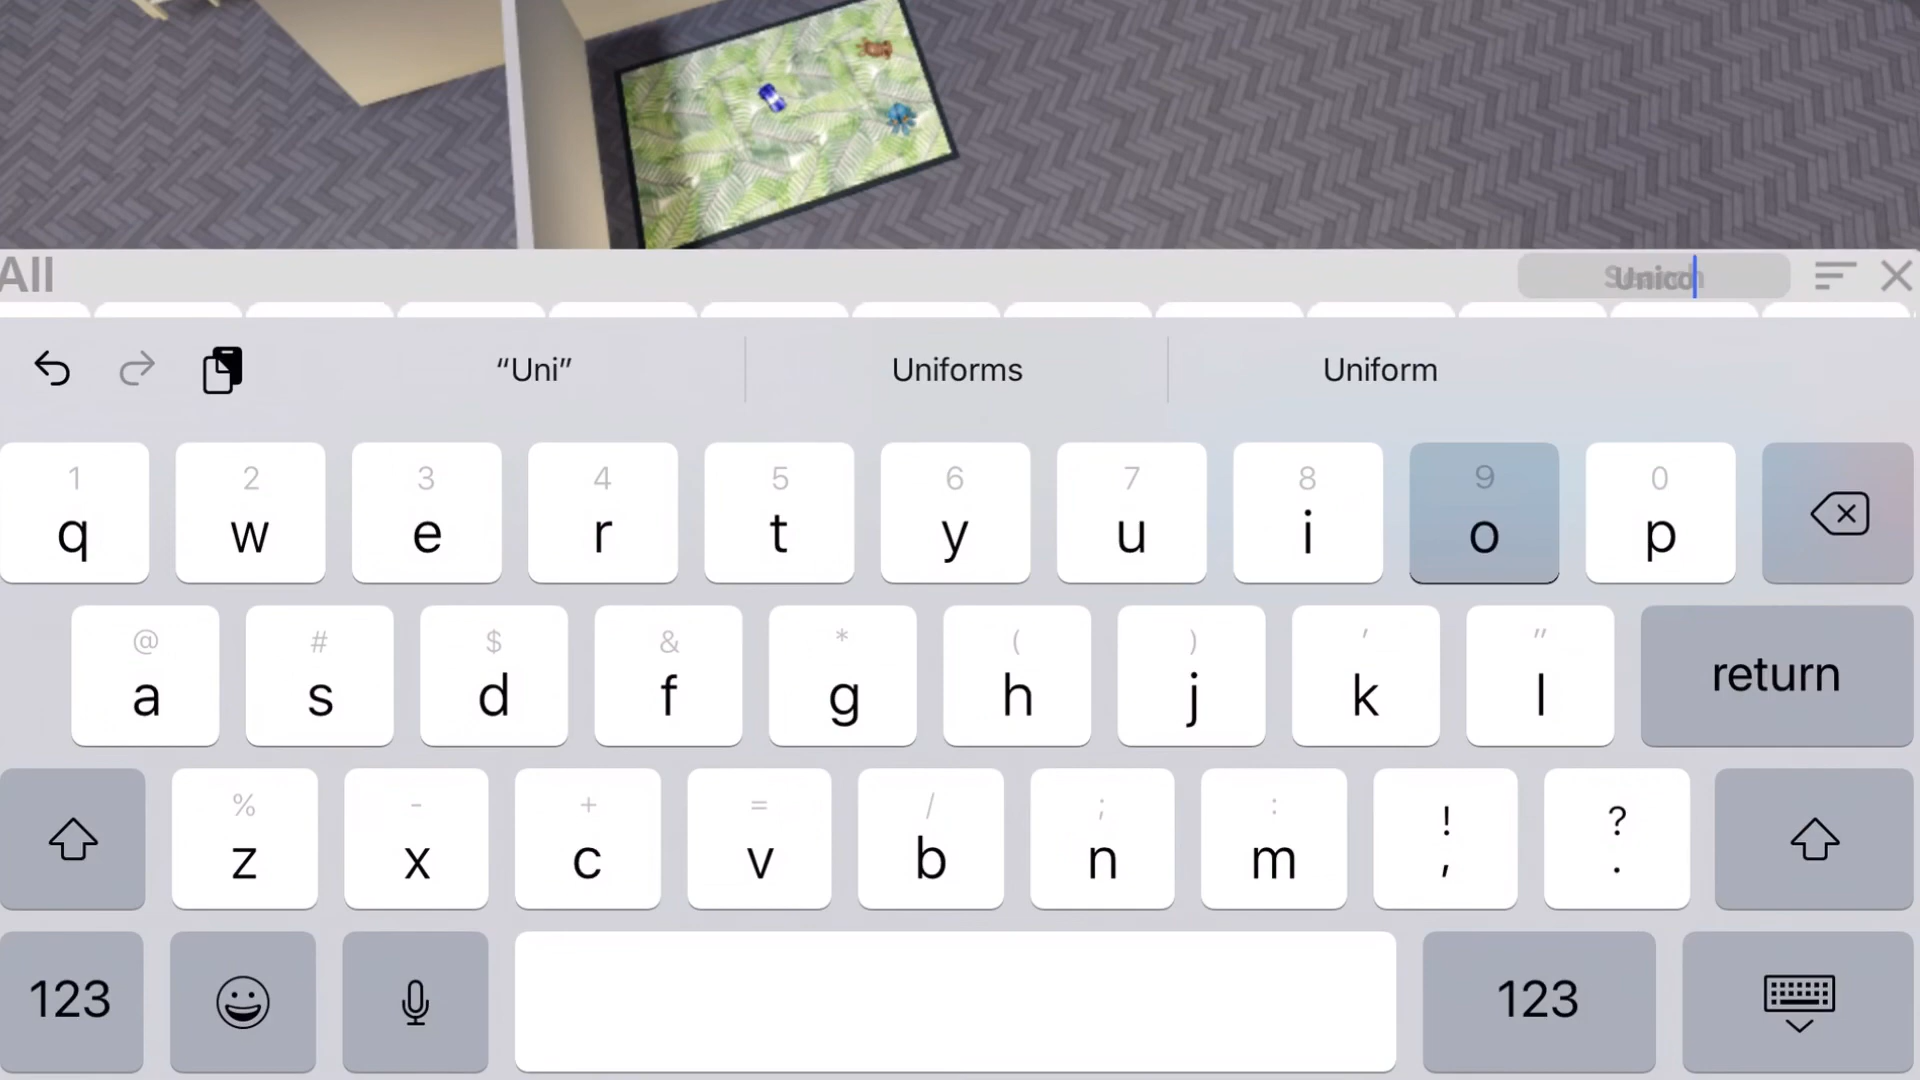 All Unico
“Uni” Uniforms Uniform
1 2 3 4 5 6 7 8 9 0
q w e r t y u i o p
@ # $ & * ( ) ' "
a s d f g h j k l return
% - + = / ; : ! ?
z x c v b n m , .
123 123